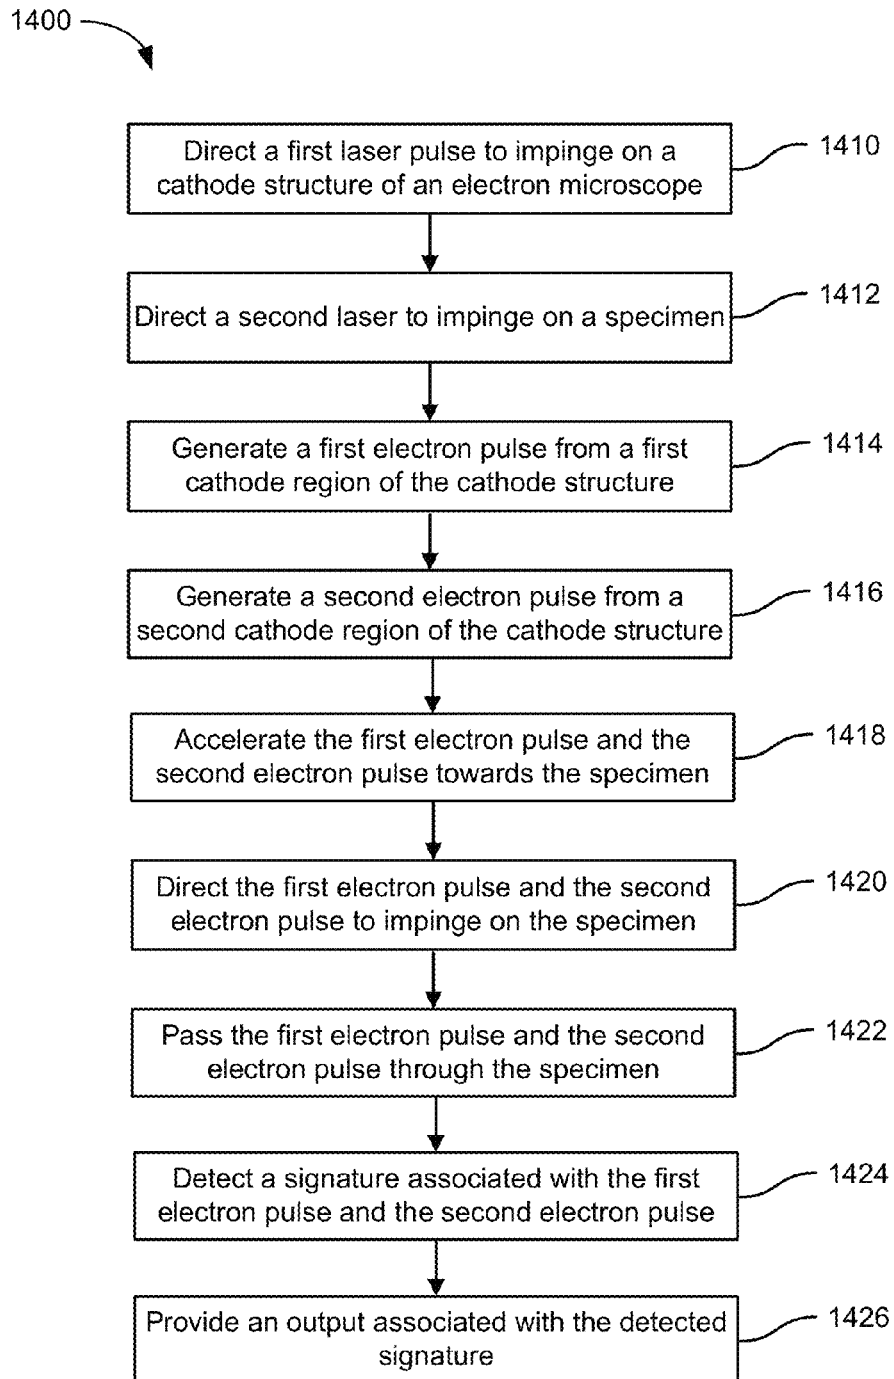 1400
Direct a first laser pulse to impinge on a
cathode structure of an electron microscope
1410
Direct a second laser to impinge on a specimen
1412
Generate a first electron pulse from a first
cathode region of the cathode structure
1414
Generate a second electron pulse from a
second cathode region of the cathode structure
1416
Accelerate the first electron pulse and the
second electron pulse towards the specimen
1418
Direct the first electron pulse and the second
electron pulse to impinge on the specimen
1420
Pass the first electron pulse and the second
electron pulse through the specimen
1422
Detect a signature associated with the first
electron pulse and the second electron pulse
1424
Provide an output associated with the detected
signature
1426